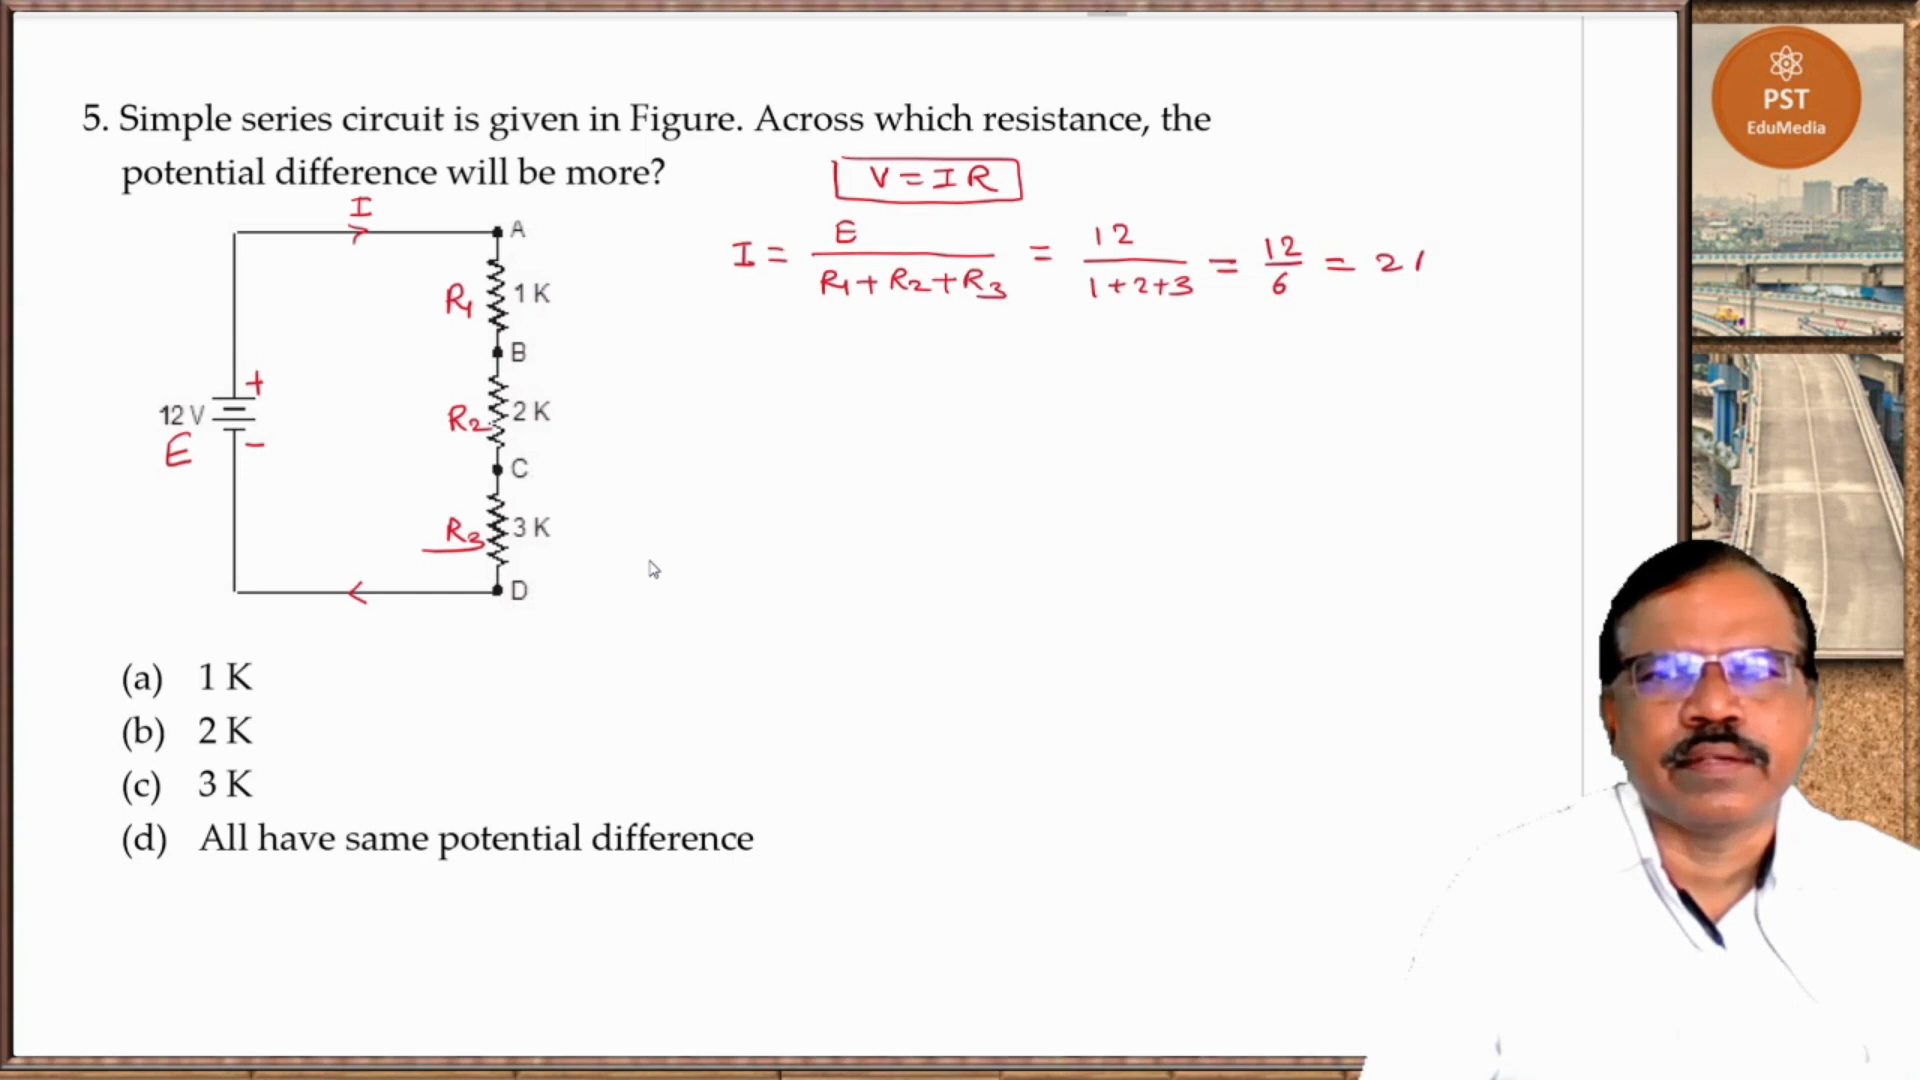 5. Simple series circuit is given in Figure. Across which resistance, the
potential difference will be more?
V = I R
I = E / R1 + R2 + R3 = 12 / 1 + 2 + 3 = 12 / 6 = 2
I
A
R1 1 K
B
+
12 V
E
-
R2 2 K
C
R3 3 K
D
(a) 1 K
(b) 2 K
(c) 3 K
(d) All have same potential difference
PST
EduMedia